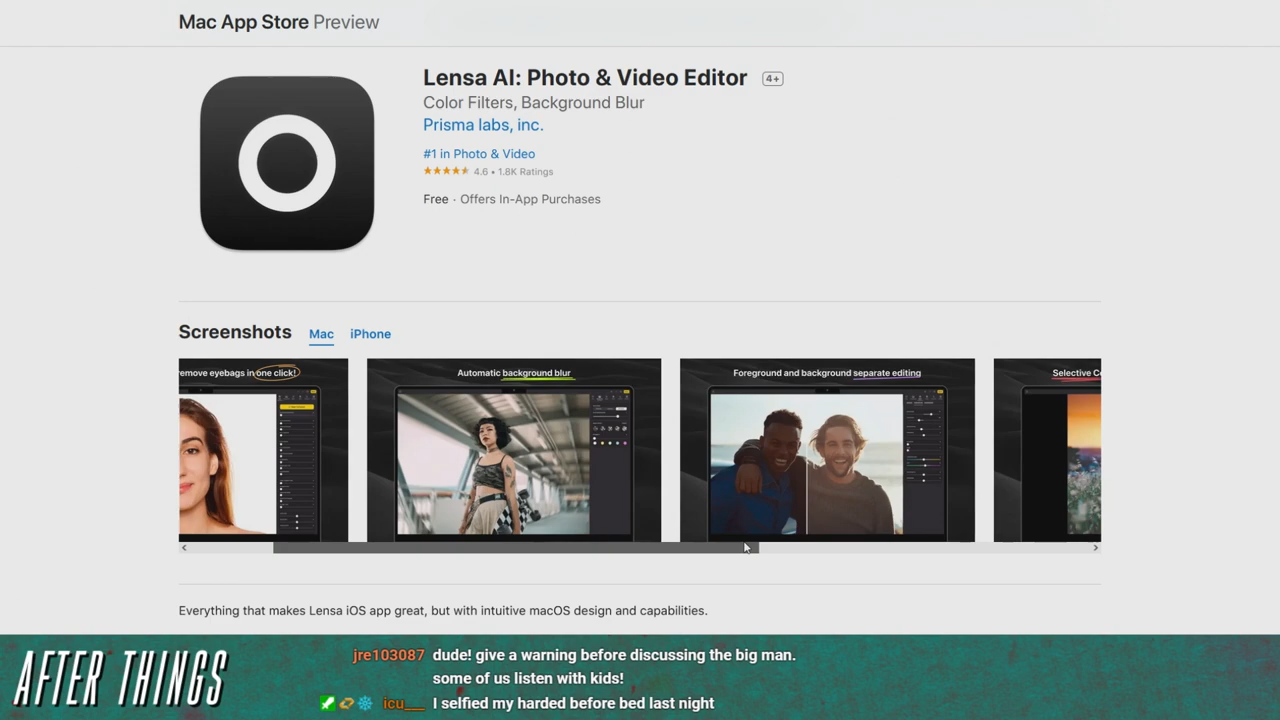 Mac App Store Preview
Lensa AI: Photo & Video Editor 4+
Color Filters, Background Blur
Prisma labs, inc.
#1 in Photo & Video
★★★★★ 4.6 • 1.8K Ratings
Free · Offers In-App Purchases
Screenshots Mac iPhone
remove eyebags in one click!
Automatic background blur
Foreground and background separate editing
Selective Co
Everything that makes Lensa iOS app great, but with intuitive macOS design and capabilities.
AFTER THINGS
jre103087 dude! give a warning before discussing the big man.
some of us listen with kids!
icu___ I selfied my harded before bed last night